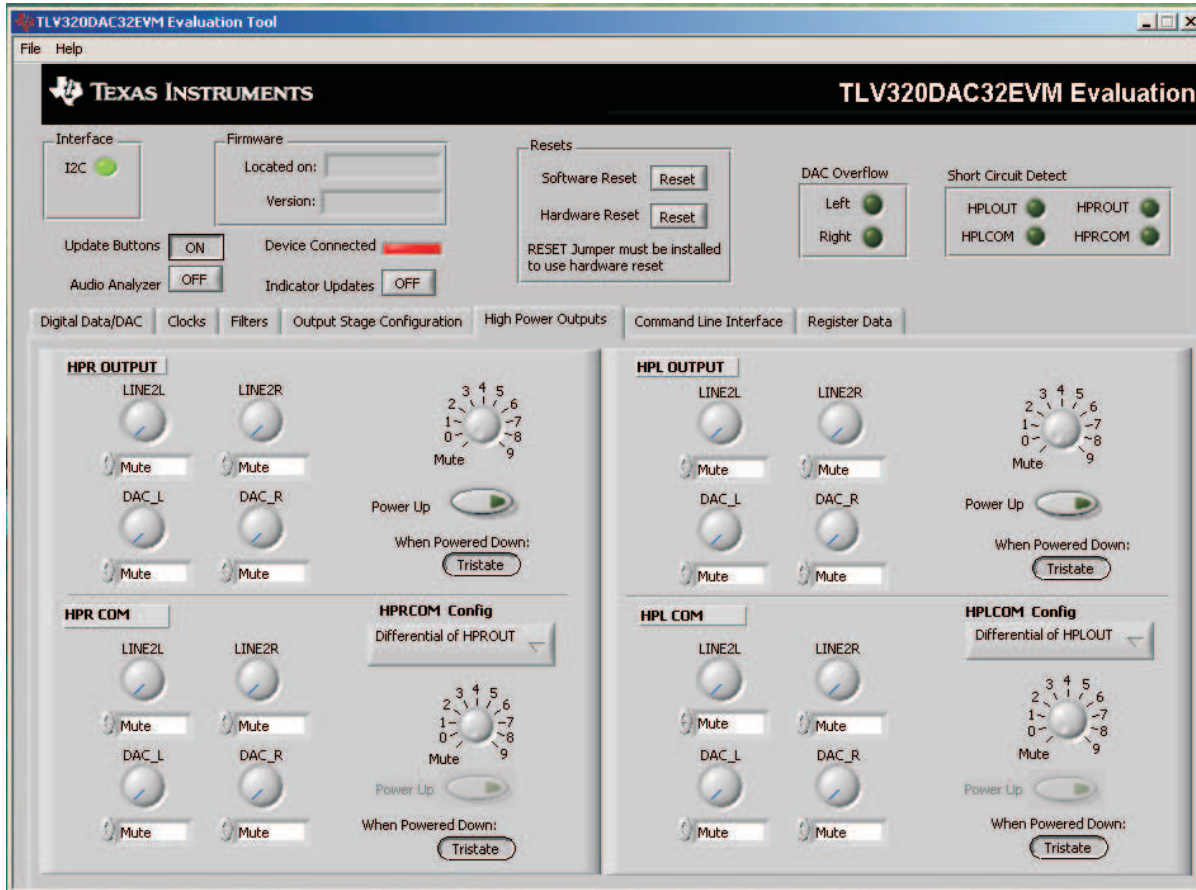 TLV320DAC32EVM Evaluation Tool
File Help
TEXAS INSTRUMENTS
TLV320DAC32EVM Evaluation
Interface
I2C
Firmware
Located on:
Version:
Resets
Software Reset Reset
Hardware Reset Reset
RESET Jumper must be installed
to use hardware reset
DAC Overflow
Left
Right
Short Circuit Detect
HPLOUT HPROUT
HPLCOM HPRCOM
Update Buttons ON
Device Connected
Audio Analyzer OFF
Indicator Updates OFF
Digital Data/DAC Clocks Filters Output Stage Configuration High Power Outputs Command Line Interface Register Data
HPR OUTPUT
LINE2L LINE2R
Mute Mute
DAC_L DAC_R
Mute Mute
Mute 0 1 2 3 4 5 6 7 8 9
Power Up
When Powered Down:
Tristate
HPL OUTPUT
LINE2L LINE2R
Mute Mute
DAC_L DAC_R
Mute Mute
Mute 0 1 2 3 4 5 6 7 8 9
Power Up
When Powered Down:
Tristate
HPR COM
LINE2L LINE2R
Mute Mute
DAC_L DAC_R
Mute Mute
HPRCOM Config
Differential of HPROUT
Mute 0 1 2 3 4 5 6 7 8 9
Power Up
When Powered Down:
Tristate
HPL COM
LINE2L LINE2R
Mute Mute
DAC_L DAC_R
Mute Mute
HPLCOM Config
Differential of HPLOUT
Mute 0 1 2 3 4 5 6 7 8 9
Power Up
When Powered Down:
Tristate